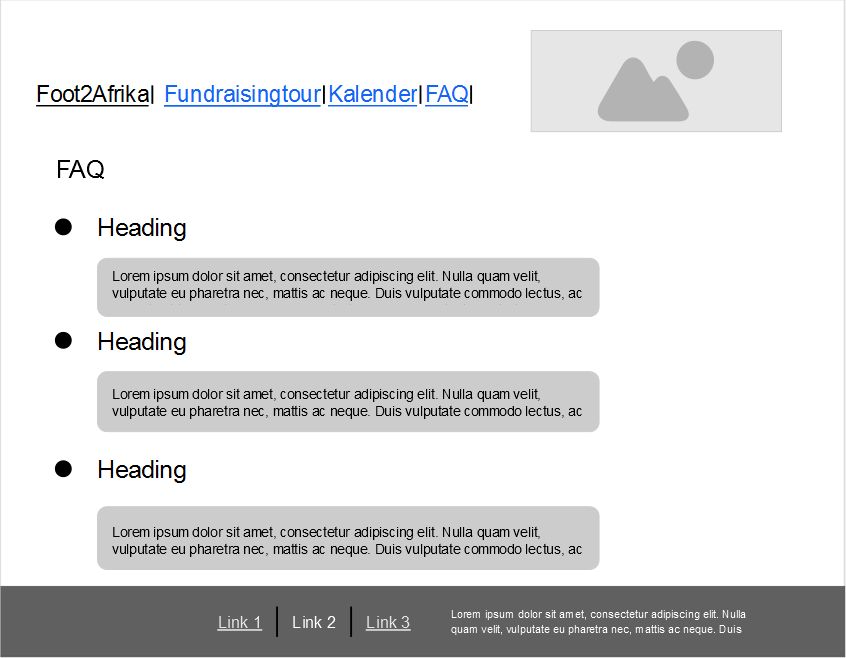 Foot2Afrika| Fundraisingtour|Kalender|FAQ|
FAQ
Heading
Lorem ipsum dolor sit amet, consectetur adipiscing elit. Nulla quam velit,
vulputate eu pharetra nec, mattis ac neque. Duis vulputate commodo lectus, ac
Heading
Lorem ipsum dolor sit amet, consectetur adipiscing elit. Nulla quam velit,
vulputate eu pharetra nec, mattis ac neque. Duis vulputate commodo lectus, ac
Heading
Lorem ipsum dolor sit amet, consectetur adipiscing elit. Nulla quam velit,
vulputate eu pharetra nec, mattis ac neque. Duis vulputate commodo lectus, ac
Link 1 | Link 2 | Link 3
Lorem ipsum dolor sit amet, consectetur adipiscing elit. Nulla
quam velit, vulputate eu pharetra nec, mattis ac neque. Duis